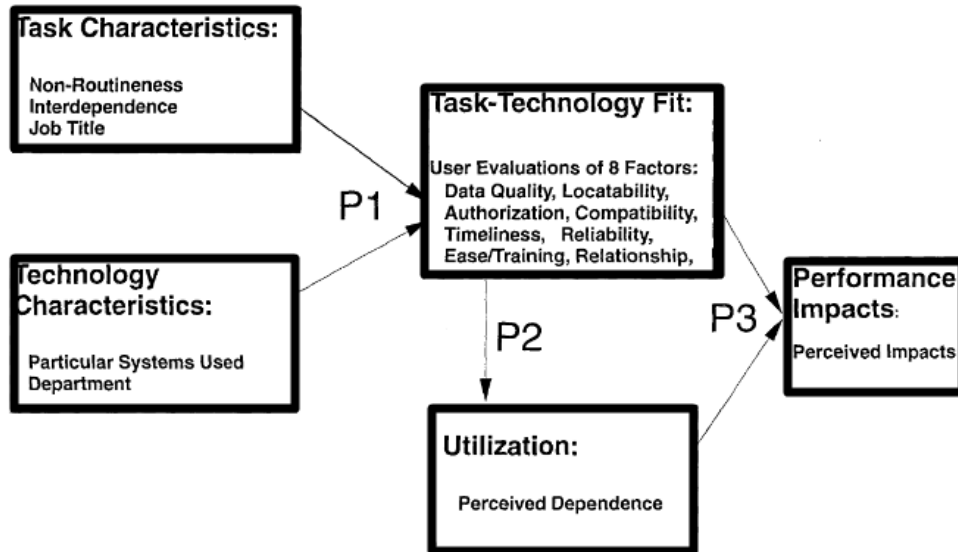 Task Characteristics:
Non-Routineness
Interdependence
Job Title
Technology
Characteristics:
Particular Systems Used
Department
P1
Task-Technology Fit:
User Evaluations of 8 Factors:
Data Quality, Locatability,
Authorization, Compatibility,
Timeliness, Reliability,
Ease/Training, Relationship,
P2
Utilization:
Perceived Dependence
P3
Performance
Impacts:
Perceived Impacts